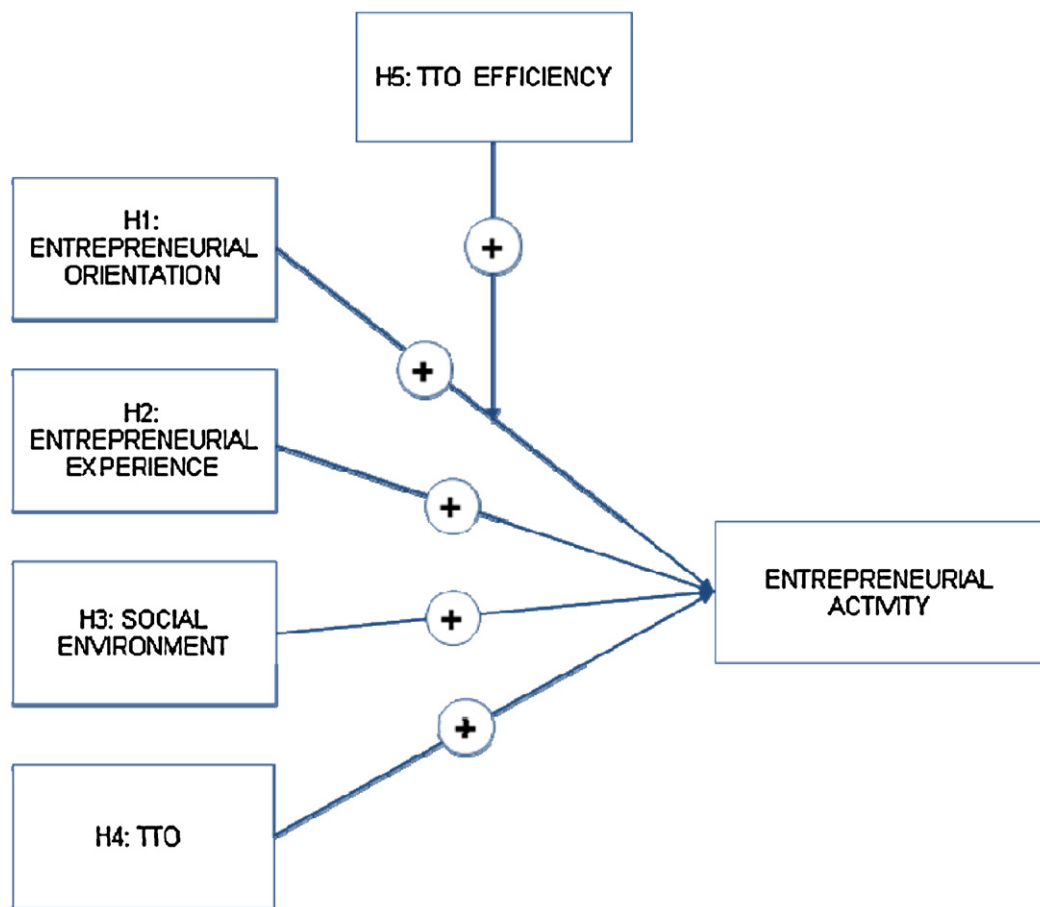 H5: TTO EFFICIENCY
H1:
ENTREPRENEURIAL
ORIENTATION
+
+
H2:
ENTREPRENEURIAL
EXPERIENCE
+
ENTREPRENEURIAL
ACTIVITY
H3: SOCIAL
ENVIRONMENT
+
+
H4: TTO